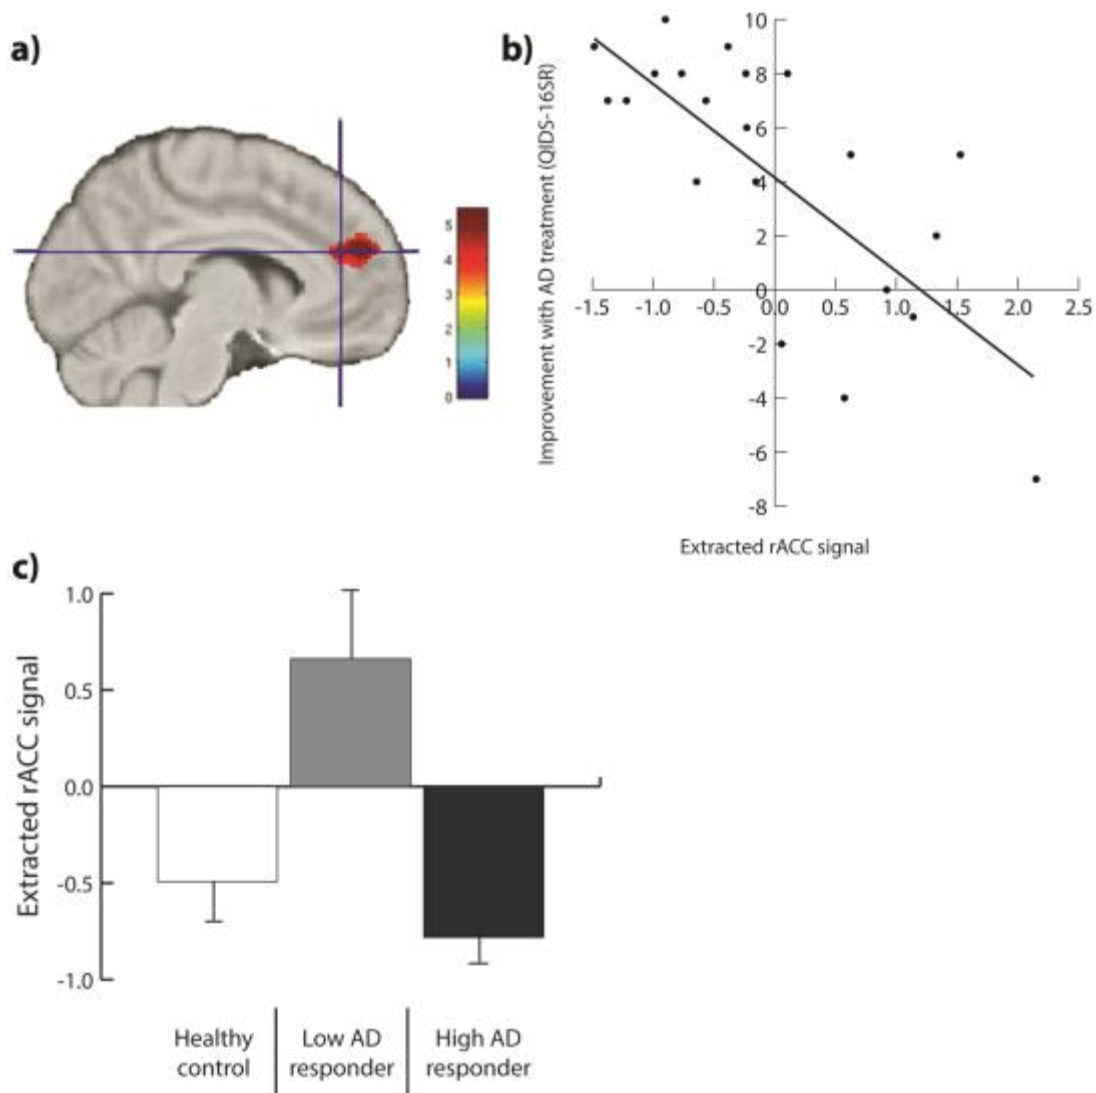 a)
5
4
3
2
1
0
b)
Improvement with AD treatment (QIDS-16SR)
10
8
6
4
2
0
-2
-4
-6
-8
-1.5 -1.0 -0.5 0.0 0.5 1.0 1.5 2.0 2.5
Extracted rACC signal
c)
Extracted rACC signal
1.0
0.5
0.0
-0.5
-1.0
Healthy
control
Low AD
responder
High AD
responder